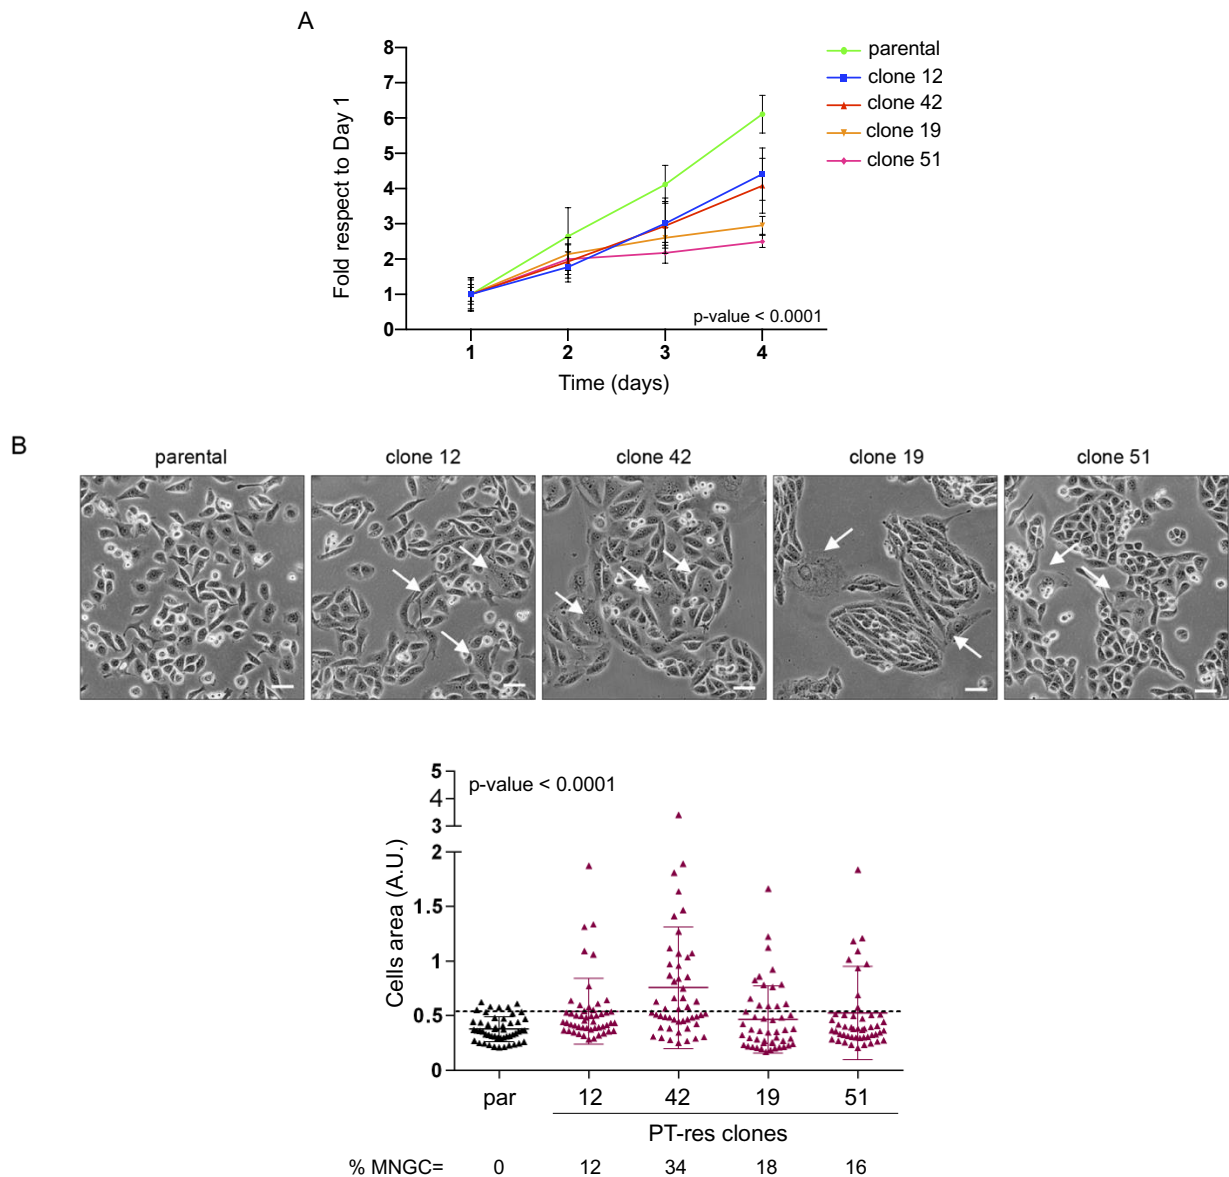 A
8
7
6
5
4
3
2
1
0
Fold respect to Day 1
parental
clone 12
clone 42
clone 19
clone 51
p-value < 0.0001
1 2 3 4
Time (days)
B
parental clone 12 clone 42 clone 19 clone 51
5
4
3
2
1.5
1
0.5
0
p-value < 0.0001
Cells area (A.U.)
par 12 42 19 51
PT-res clones
% MNGC= 0 12 34 18 16